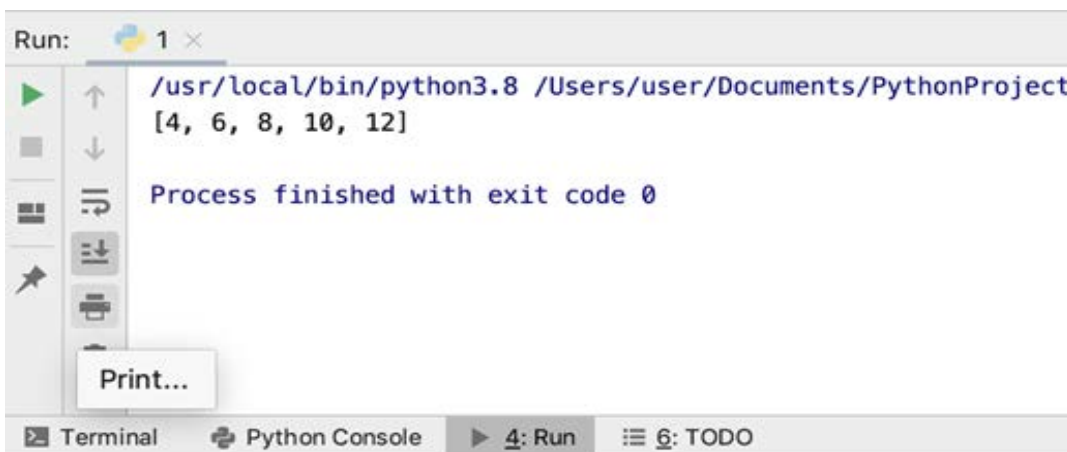 Run: 1
/usr/local/bin/python3.8 /Users/user/Documents/PythonProject
[4, 6, 8, 10, 12]
Process finished with exit code 0
Print...
Terminal Python Console 4: Run 6: TODO